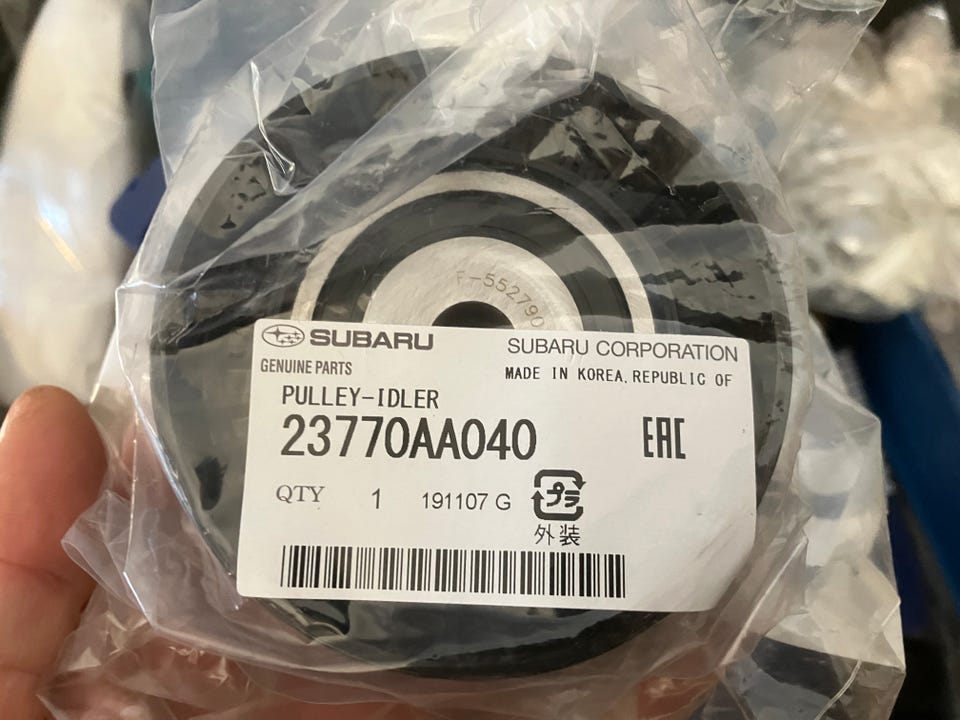 F-552790
SUBARU
SUBARU CORPORATION
GENUINE PARTS
MADE IN KOREA, REPUBLIC OF
PULLEY-IDLER
23770AA040
EAC
QTY 1 191107 G
プラ
外装